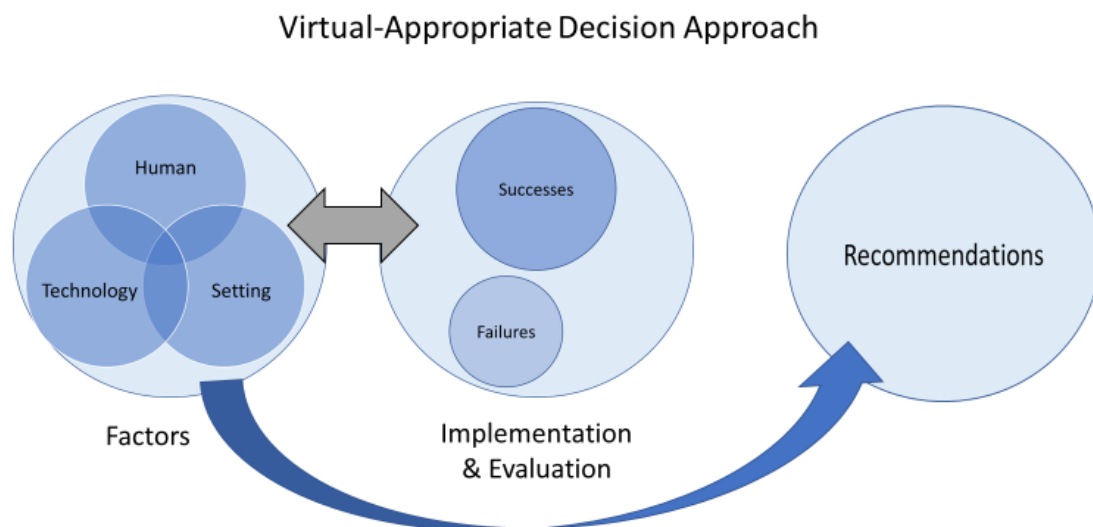 Virtual-Appropriate Decision Approach
Human
Technology
Setting
Factors
Successes
Failures
Implementation
& Evaluation
Recommendations